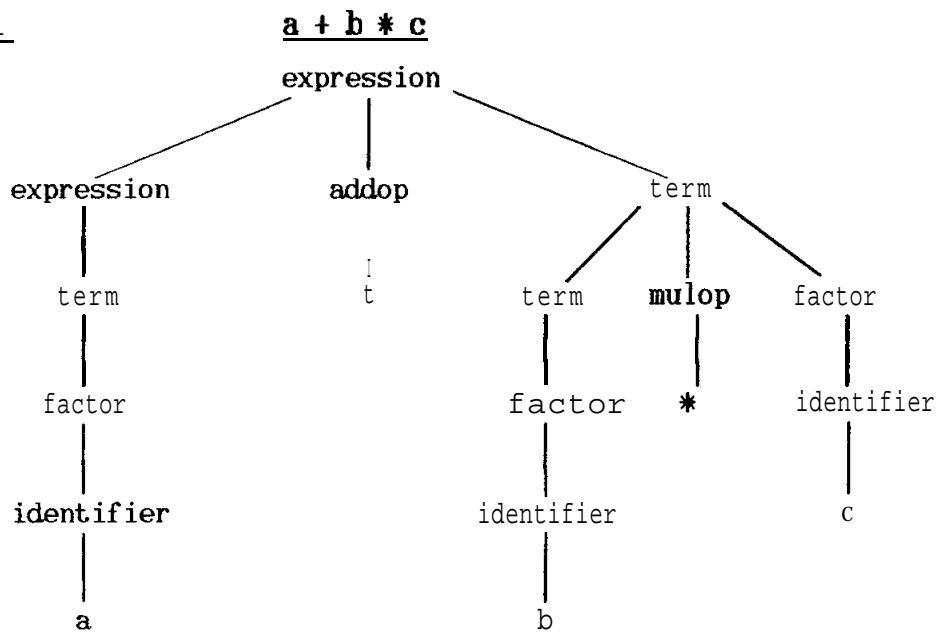 a + b * c
expression
expression addop term
I
term t term mulop factor
factor factor * identifier
identifier identifier c
a b